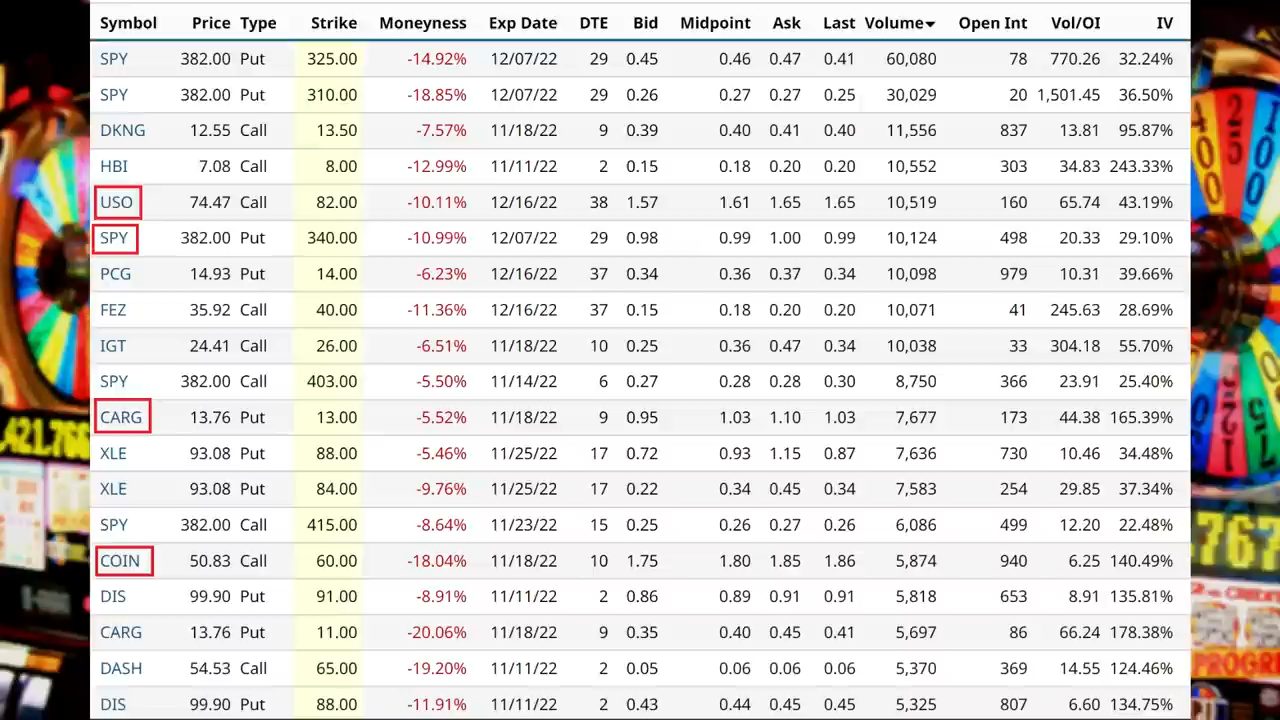 Symbol Price Type Strike Moneyness Exp Date DTE Bid Midpoint Ask Last Volume Open Int Vol/OI IV
SPY 382.00 Put 325.00 -14.92% 12/07/22 29 0.45 0.46 0.47 0.41 60,080 78 770.26 32.24%
SPY 382.00 Put 310.00 -18.85% 12/07/22 29 0.26 0.27 0.27 0.25 30,029 20 1,501.45 36.50%
DKNG 12.55 Call 13.50 -7.57% 11/18/22 9 0.39 0.40 0.41 0.40 11,556 837 13.81 95.87%
HBI 7.08 Call 8.00 -12.99% 11/11/22 2 0.15 0.18 0.20 0.20 10,552 303 34.83 243.33%
USO 74.47 Call 82.00 -10.11% 12/16/22 38 1.57 1.61 1.65 1.65 10,519 160 65.74 43.19%
SPY 382.00 Put 340.00 -10.99% 12/07/22 29 0.98 0.99 1.00 0.99 10,124 498 20.33 29.10%
PCG 14.93 Put 14.00 -6.23% 12/16/22 37 0.34 0.36 0.37 0.34 10,098 979 10.31 39.66%
FEZ 35.92 Call 40.00 -11.36% 12/16/22 37 0.15 0.18 0.20 0.20 10,071 41 245.63 28.69%
IGT 24.41 Call 26.00 -6.51% 11/18/22 10 0.25 0.36 0.47 0.34 10,038 33 304.18 55.70%
SPY 382.00 Call 403.00 -5.50% 11/14/22 6 0.27 0.28 0.28 0.30 8,750 366 23.91 25.40%
CARG 13.76 Put 13.00 -5.52% 11/18/22 9 0.95 1.03 1.10 1.03 7,677 173 44.38 165.39%
XLE 93.08 Put 88.00 -5.46% 11/25/22 17 0.72 0.93 1.15 0.87 7,636 730 10.46 34.48%
XLE 93.08 Put 84.00 -9.76% 11/25/22 17 0.22 0.34 0.45 0.34 7,583 254 29.85 37.34%
SPY 382.00 Call 415.00 -8.64% 11/23/22 15 0.25 0.26 0.27 0.26 6,086 499 12.20 22.48%
COIN 50.83 Call 60.00 -18.04% 11/18/22 10 1.75 1.80 1.85 1.86 5,874 940 6.25 140.49%
DIS 99.90 Put 91.00 -8.91% 11/11/22 2 0.86 0.89 0.91 0.91 5,818 653 8.91 135.81%
CARG 13.76 Put 11.00 -20.06% 11/18/22 9 0.35 0.40 0.45 0.41 5,697 86 66.24 178.38%
DASH 54.53 Call 65.00 -19.20% 11/11/22 2 0.05 0.06 0.06 0.06 5,370 369 14.55 124.46%
DIS 99.90 Put 88.00 -11.91% 11/11/22 2 0.43 0.44 0.45 0.45 5,325 807 6.60 134.75%